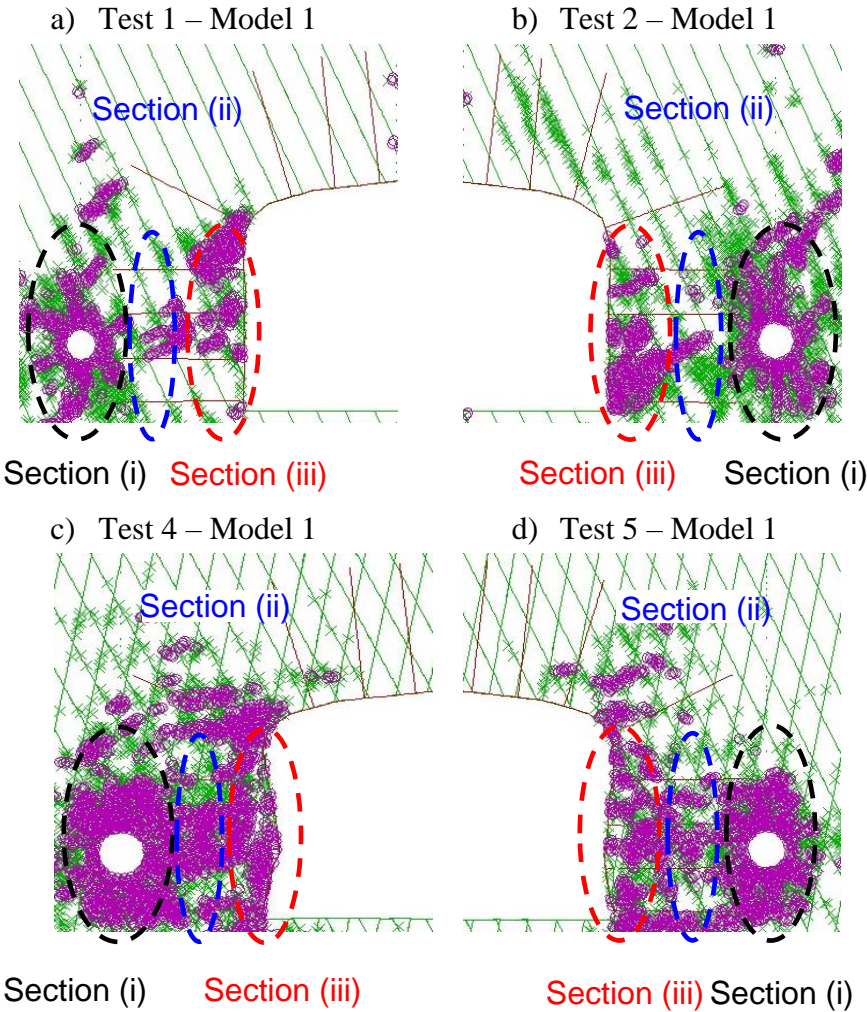 a) Test 1 – Model 1
b) Test 2 – Model 1
Section (ii)
Section (ii)
Section (i)
Section (iii)
Section (iii)
Section (i)
c) Test 4 – Model 1
d) Test 5 – Model 1
Section (ii)
Section (ii)
Section (i)
Section (iii)
Section (iii)
Section (i)